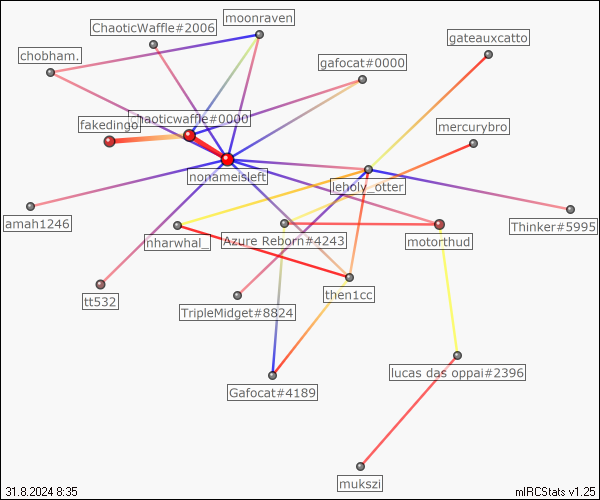 moonraven
ChaoticWaffle#2006
gateauxcatto
chobham.
gafocat#0000
chaoticwaffle#0000
fakedingo
mercurybro
nonameisleft
leholy_otter
amah1246
Thinker#5995
nharwhal_
Azure Reborn#4243
motorthud
tt532
then1cc
TripleMidget#8824
lucas das oppai#2396
Gafocat#4189
mukszi
31.8.2024 8:35
mIRCStats v1.25